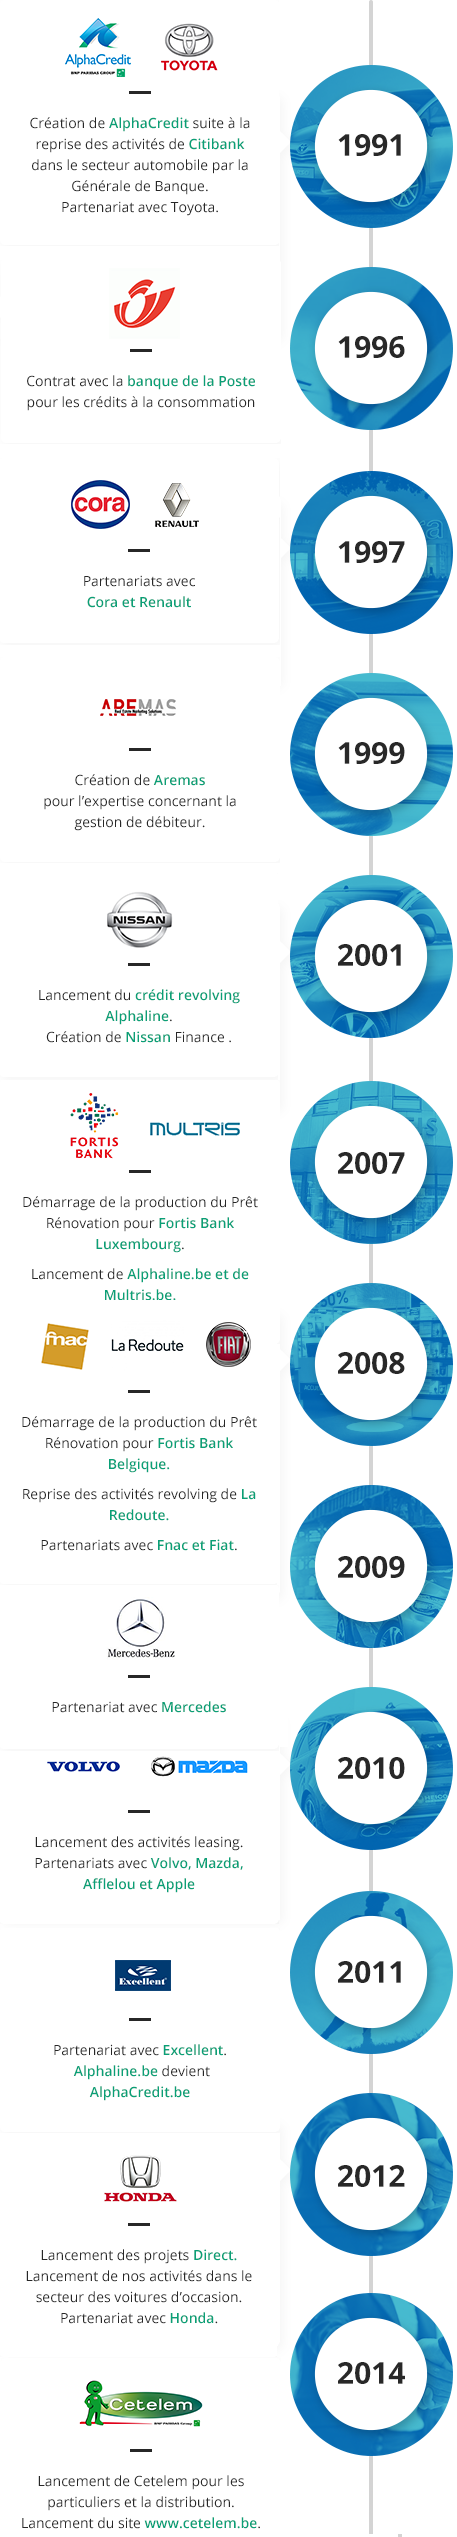 AlphaCredit
BNP PARIBAS GROUP
TOYOTA
1991
Création de AlphaCredit suite à la
reprise des activités de Citibank
dans le secteur automobile par la
Générale de Banque.
Partenariat avec Toyota.
1996
Contrat avec la banque de la Poste
pour les crédits à la consommation
cora
RENAULT
1997
Partenariats avec
Cora et Renault
AREMAS
1999
Création de Aremas
pour l'expertise concernant la
gestion de débiteur.
NISSAN
2001
Lancement du crédit revolving
Alphaline.
Création de Nissan Finance .
FORTIS
BANK
MULTRIS
2007
Démarrage de la production du Prêt
Rénovation pour Fortis Bank
Luxembourg.
Lancement de Alphaline.be et de
Multris.be.
fnac
La Redoute
FIAT
2008
Démarrage de la production du Prêt
Rénovation pour Fortis Bank
Belgique.
Reprise des activités revolving de La
Redoute.
Partenariats avec Fnac et Fiat.
2009
Mercedes-Benz
Partenariat avec Mercedes
VOLVO
mazda
2010
Lancement des activités leasing.
Partenariats avec Volvo, Mazda,
Afflelou et Apple
2011
Excellent
Partenariat avec Excellent.
Alphaline.be devient
AlphaCredit.be
HONDA
2012
Lancement des projets Direct.
Lancement de nos activités dans le
secteur des voitures d'occasion.
Partenariat avec Honda.
2014
Cetelem
BNP PARIBAS Group
Lancement de Cetelem pour les
particuliers et la distribution.
Lancement du site www.cetelem.be.